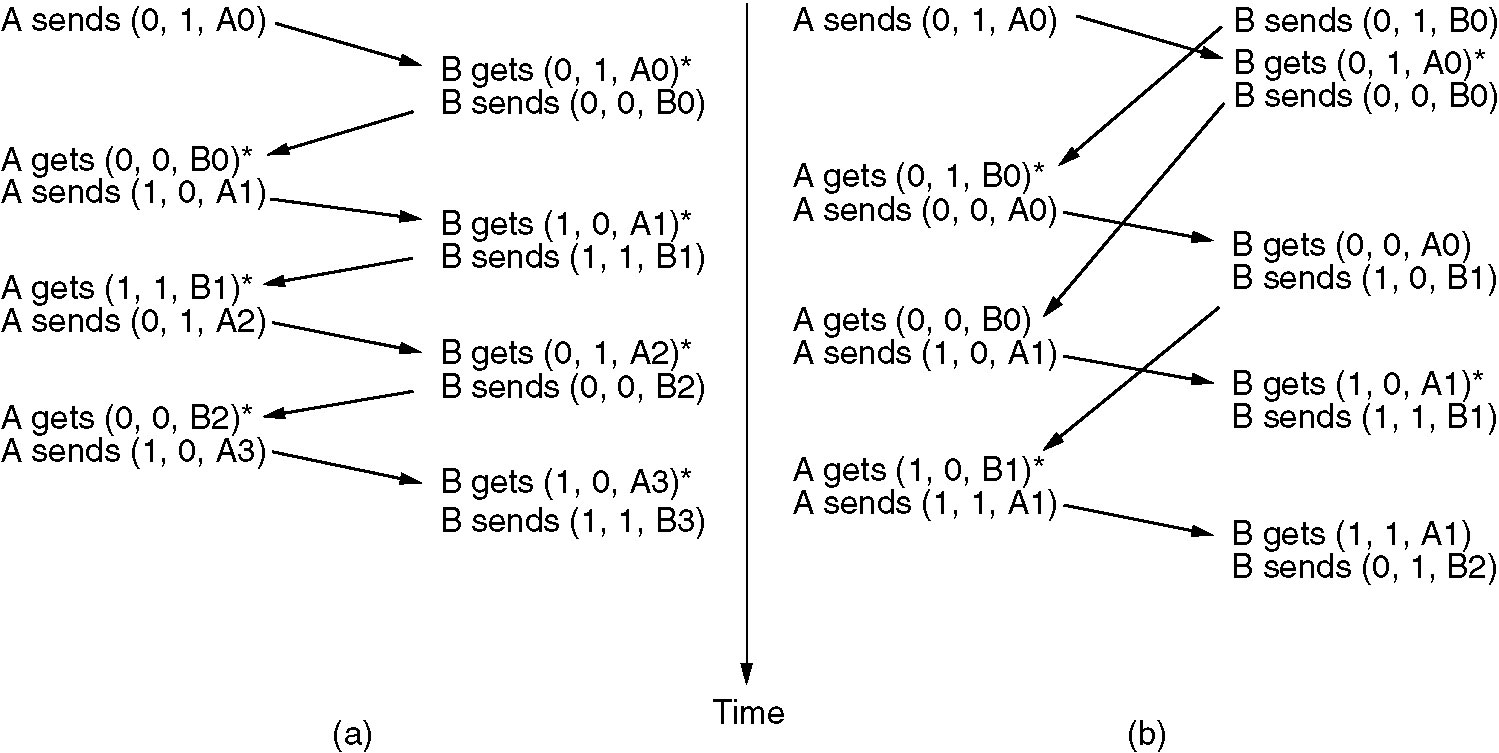 A sends (0, 1, A0)
B gets (0, 1, A0)*
B sends (0, 0, B0)
A gets (0, 0, B0)*
A sends (1, 0, A1)
B gets (1, 0, A1)*
B sends (1, 1, B1)
A gets (1, 1, B1)*
A sends (0, 1, A2)
B gets (0, 1, A2)*
B sends (0, 0, B2)
A gets (0, 0, B2)*
A sends (1, 0, A3)
B gets (1, 0, A3)*
B sends (1, 1, B3)
(a)
Time
A sends (0, 1, A0)
B sends (0, 1, B0)
B gets (0, 1, A0)*
B sends (0, 0, B0)
A gets (0, 1, B0)*
A sends (0, 0, A0)
B gets (0, 0, A0)
B sends (1, 0, B1)
A gets (0, 0, B0)
A sends (1, 0, A1)
B gets (1, 0, A1)*
B sends (1, 1, B1)
A gets (1, 0, B1)*
A sends (1, 1, A1)
B gets (1, 1, A1)
B sends (0, 1, B2)
(b)